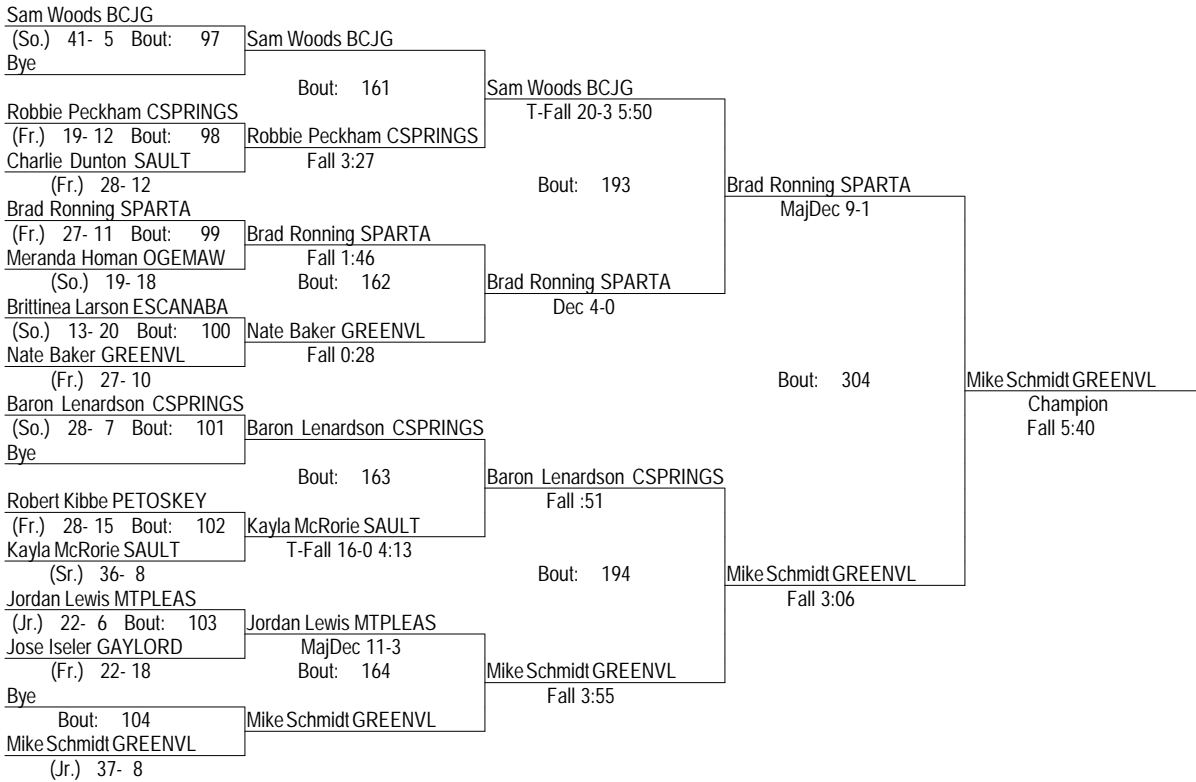 Sam Woods BCJG
(So.) 41- 5 Bout: 97 Sam Woods BCJG
Bye
Bout: 161 Sam Woods BCJG
Robbie Peckham CSPRINGS T-Fall 20-3 5:50
(Fr.) 19- 12 Bout: 98 Robbie Peckham CSPRINGS
Charlie Dunton SAULT Fall 3:27
(Fr.) 28- 12 Bout: 193 Brad Ronning SPARTA
Brad Ronning SPARTA MajDec 9-1
(Fr.) 27- 11 Bout: 99 Brad Ronning SPARTA
Meranda Homan OGEMAW Fall 1:46
(So.) 19- 18 Bout: 162 Brad Ronning SPARTA
Brittinea Larson ESCANABA Dec 4-0
(So.) 13- 20 Bout: 100 Nate Baker GREENVL
Nate Baker GREENVL Fall 0:28
(Fr.) 27- 10 Bout: 304 Mike Schmidt GREENVL
Baron Lenardson CSPRINGS Champion
(So.) 28- 7 Bout: 101 Baron Lenardson CSPRINGS Fall 5:40
Bye
Bout: 163 Baron Lenardson CSPRINGS
Robert Kibbe PETOSKEY Fall :51
(Fr.) 28- 15 Bout: 102 Kayla McRorie SAULT
Kayla McRorie SAULT T-Fall 16-0 4:13
(Sr.) 36- 8 Bout: 194 Mike Schmidt GREENVL
Jordan Lewis MTPLEAS Fall 3:06
(Jr.) 22- 6 Bout: 103 Jordan Lewis MTPLEAS
Jose Iseler GAYLORD MajDec 11-3
(Fr.) 22- 18 Bout: 164 Mike Schmidt GREENVL
Bye Fall 3:55
Bout: 104 Mike Schmidt GREENVL
Mike Schmidt GREENVL
(Jr.) 37- 8